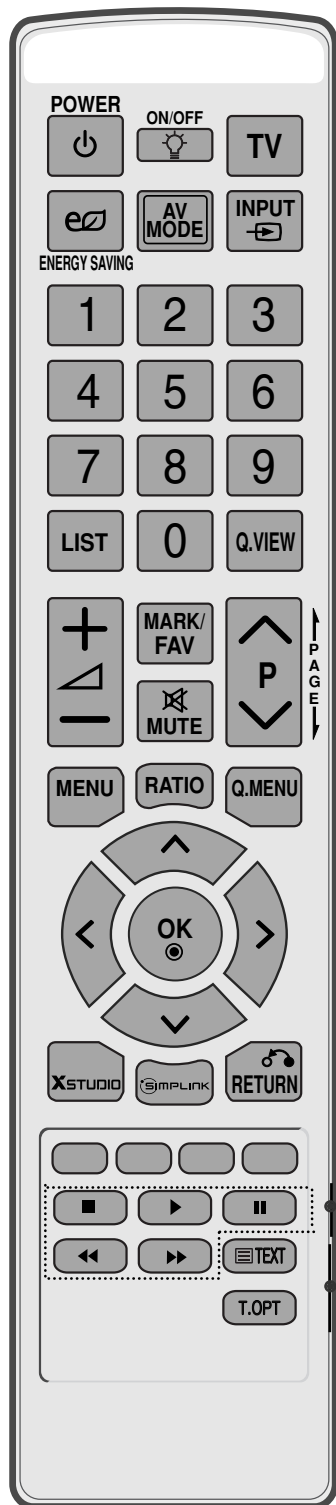 POWER
ON/OFF
TV
e
AV
MODE
INPUT
ENERGY SAVING
1 2 3
4 5 6
7 8 9
LIST 0 Q.VIEW
MARK/
FAV
P
PAGE
MUTE
MENU RATIO Q.MENU
OK
XSTUDIO SIMPLINK RETURN
TEXT
T.OPT